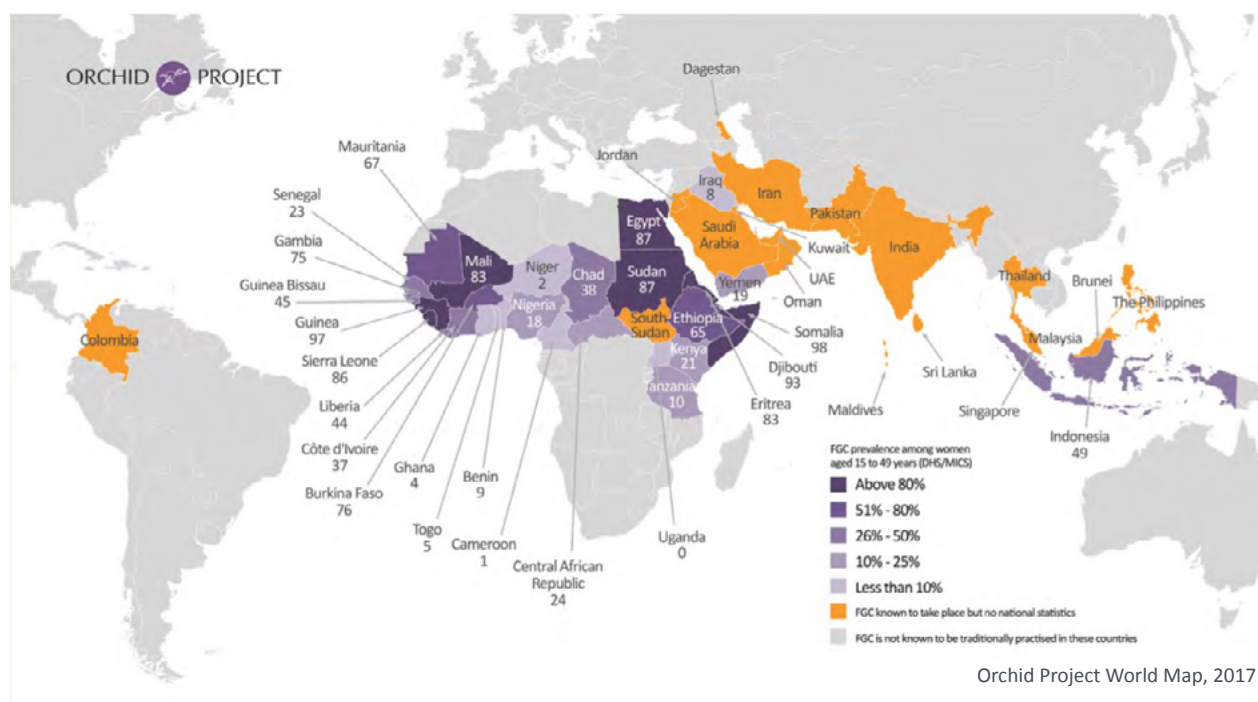 ORCHID PROJECT
Dagestan
Mauritania
67
Jordan
Senegal
23
Iraq
8
Iran
Gambia
75
Egypt
87
Pakistan
Saudi
Arabia
Kuwait
India
Mali
83
Niger
2
Chad
38
Sudan
87
UAE
Guinea Bissau
45
Yemen
19
Oman
Thailand
Brunei
The Philippines
Nigeria
18
South
Sudan
Ethiopia
65
Guinea
97
Somalia
98
Colombia
Malaysia
Kenya
21
Sierra Leone
86
Djibouti
93
Sri Lanka
Tanzania
10
Eritrea
83
Maldives
Singapore
Liberia
44
Indonesia
49
Côte d'Ivoire
37
Ghana
4
Benin
9
Burkina Faso
76
Togo
5
Cameroon
1
Uganda
0
Central African
Republic
24
FGC prevalence among women
aged 15 to 49 years (DHS/MICS)
Above 80%
51% - 80%
26% - 50%
10% - 25%
Less than 10%
FGC known to take place but no national statistics
FGC is not known to be traditionally practised in these countries
Orchid Project World Map, 2017